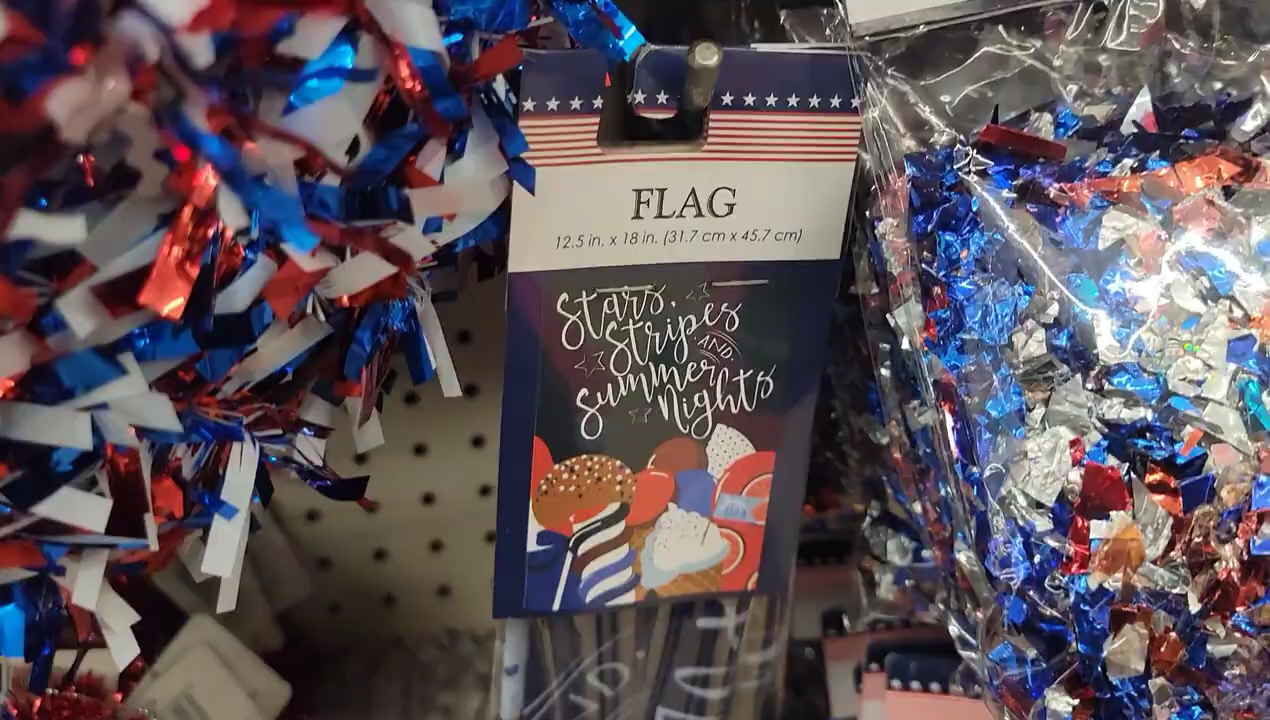 FLAG
12.5 in. x 18 in. (31.7 cm x 45.7 cm)
Stars,
Stripes
AND
Summer
Nights